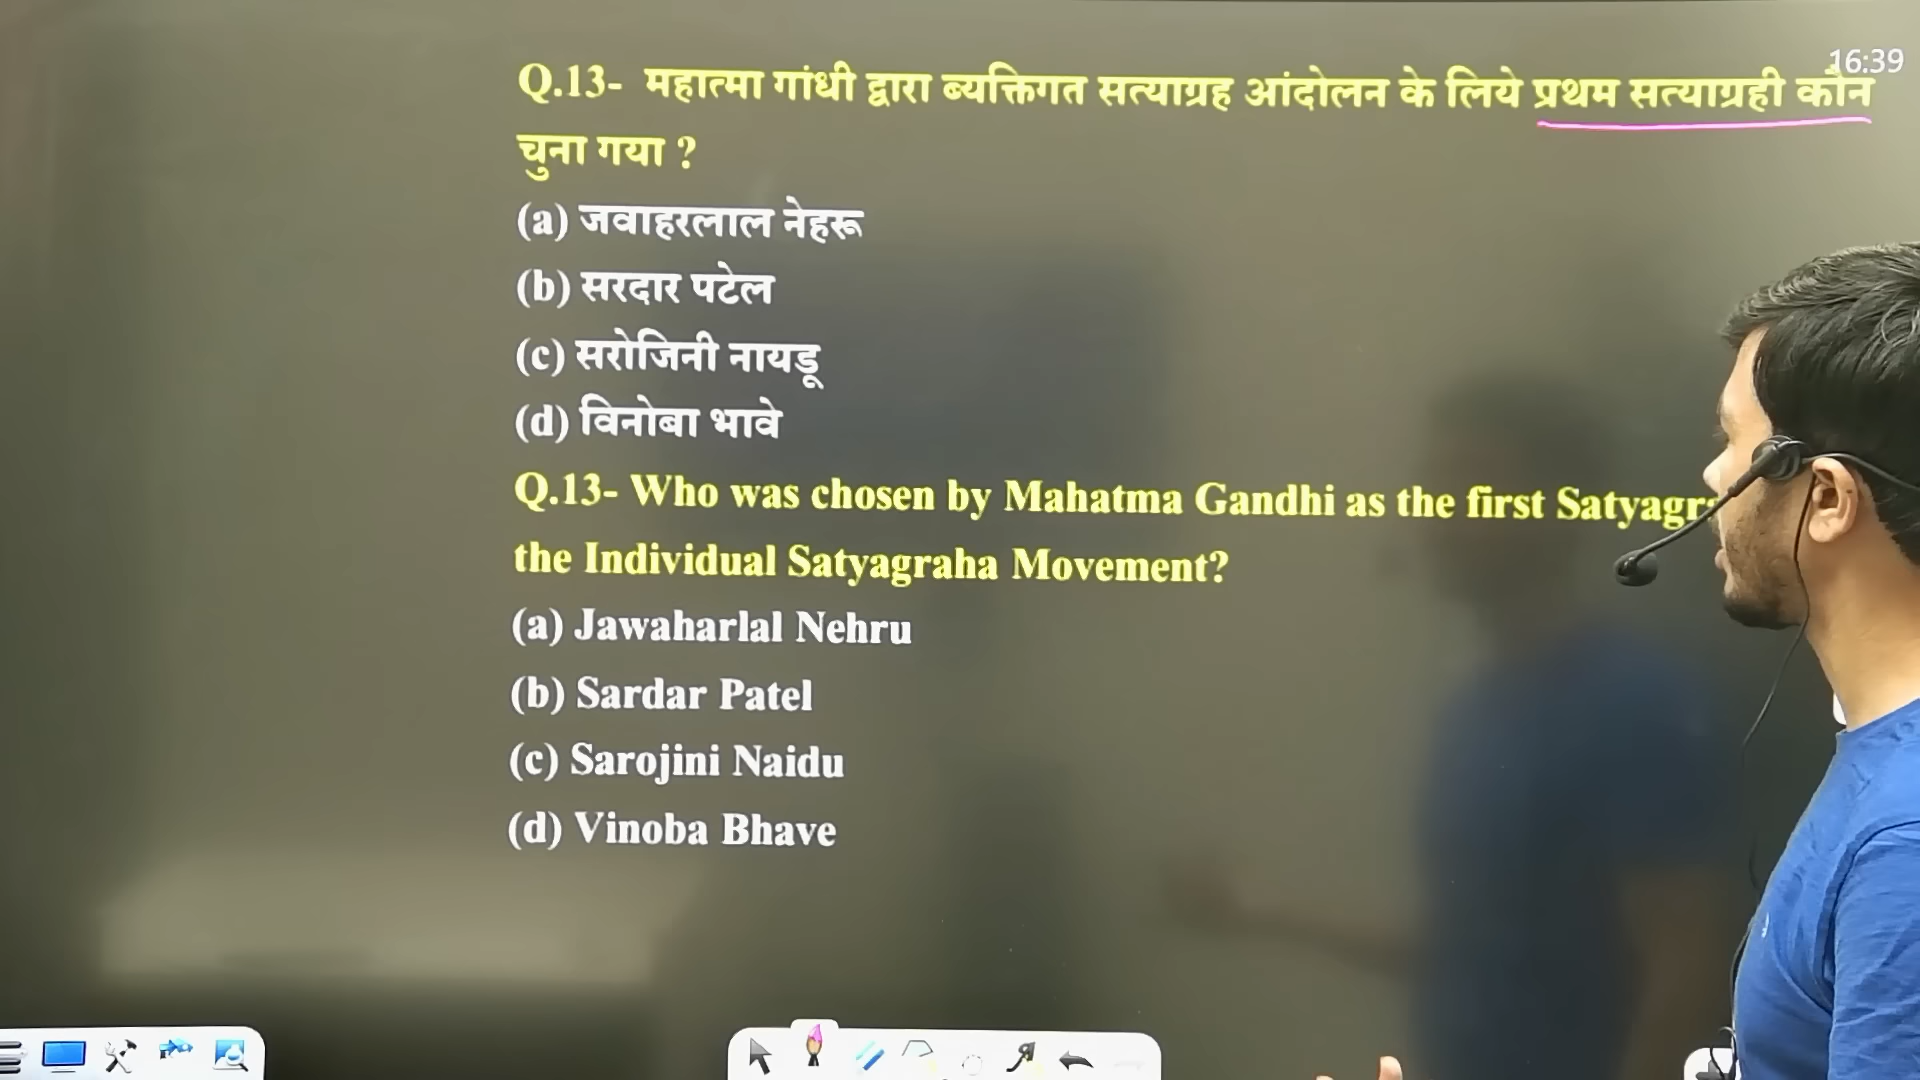 16:39
Q.13- महात्मा गांधी द्वारा ब्यक्तिगत सत्याग्रह आंदोलन के लिये प्रथम सत्याग्रही कौन
चुना गया ?
(a) जवाहरलाल नेहरू
(b) सरदार पटेल
(c) सरोजिनी नायडू
(d) विनोबा भावे
Q.13- Who was chosen by Mahatma Gandhi as the first
the Individual Satyagraha Movement?
(a) Jawaharlal Nehru
(b) Sardar Patel
(c) Sarojini Naidu
(d) Vinoba Bhave